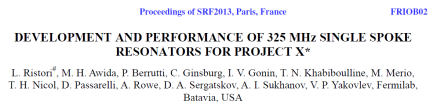 Proceedings of SRF2013, Paris, France FRIOB02
DEVELOPMENT AND PERFORMANCE OF 325 MHz SINGLE SPOKE
RESONATORS FOR PROJECT X*
L. Ristori#, M. H. Awida, P. Berrutti, C. Ginsburg, I. V. Gonin, T. N. Khabiboulline, M. Merio,
T. H. Nicol, D. Passarelli, A. Rowe, D. A. Sergatskov, A. I. Sukhanov, V. P. Yakovlev, Fermilab,
Batavia, USA